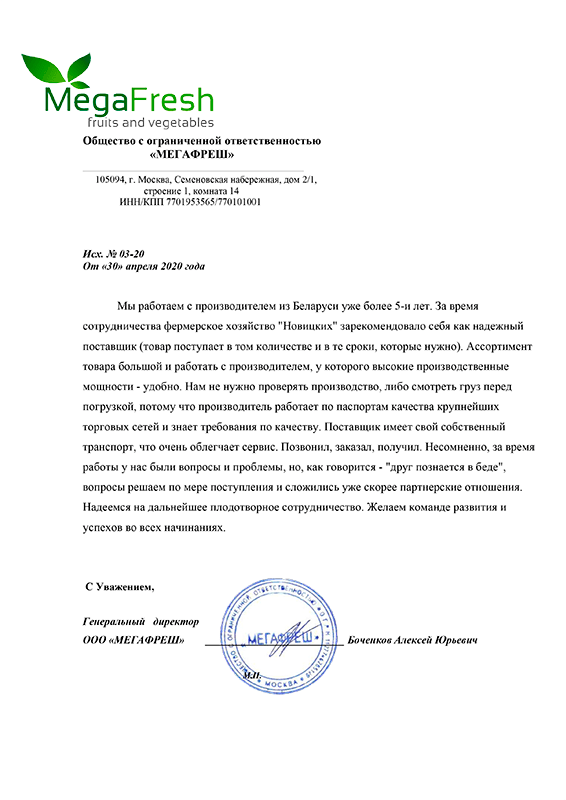 MegaFresh
fruits and vegetables
Общество с ограниченной ответственностью
«МЕГАФРЕШ»
105094, г. Москва, Семеновская набережная, дом 2/1,
строение 1, комната 14
ИНН/КПП 7701953565/770101001
Исх. № 03-20
От «30» апреля 2020 года
Мы работаем с производителем из Беларуси уже более 5-и лет. За время
сотрудничества фермерское хозяйство "Новицких" зарекомендовало себя как надежный
поставщик (товар поступает в том количестве и в те сроки, которые нужно). Ассортимент
товара большой и работать с производителем, у которого высокие производственные
мощности - удобно. Нам не нужно проверять производство, либо смотреть груз перед
погрузкой, потому что производитель работает по паспортам качества крупнейших
торговых сетей и знает требования по качеству. Поставщик имеет свой собственный
транспорт, что очень облегчает сервис. Позвонил, заказал, получил. Несомненно, за время
работы у нас были вопросы и проблемы, но, как говорится - "друг познается в беде",
вопросы решаем по мере поступления и сложились уже скорее партнерские отношения.
Надеемся на дальнейшее плодотворное сотрудничество. Желаем команде развития и
успехов во всех начинаниях.
С Уважением,
Генеральный директор
ООО «МЕГАФРЕШ» Боченков Алексей Юрьевич
М.П.
ОБЩЕСТВО С ОГРАНИЧЕННОЙ ОТВЕТСТВЕННОСТЬЮ
«МЕГАФРЕШ»
МОСКВА